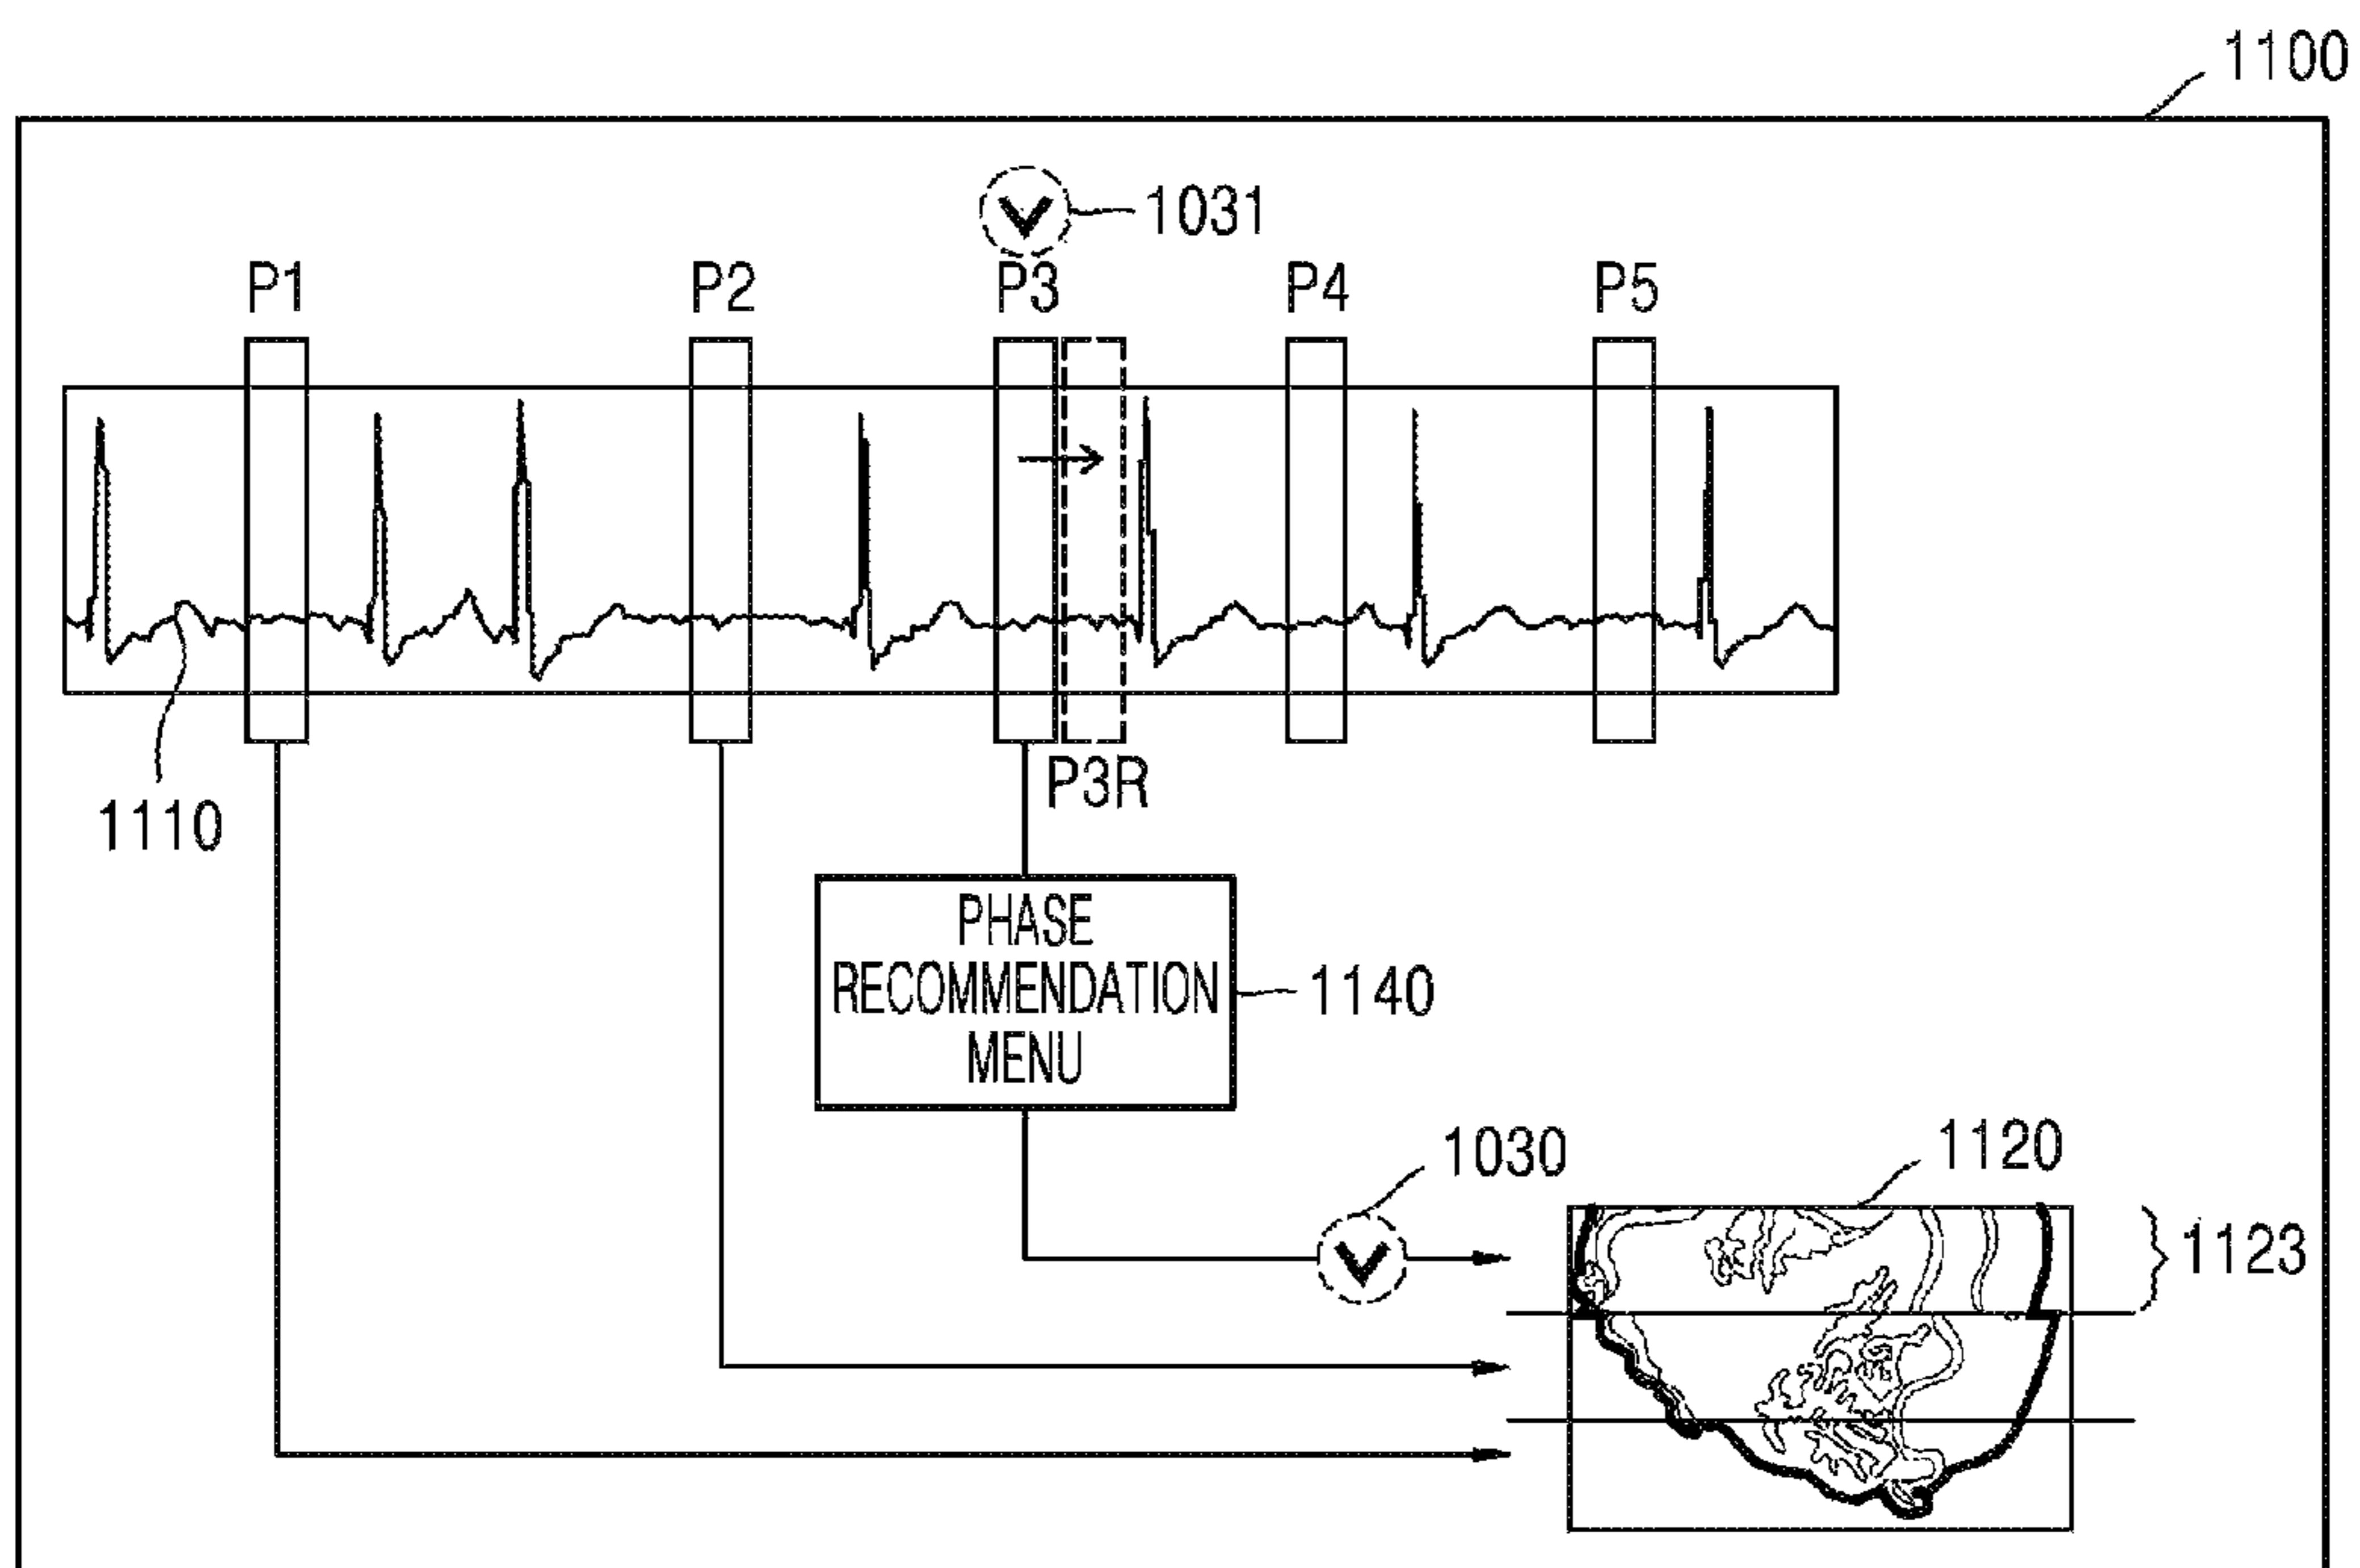 1100
1031
P1
P2
P3
P4
P5
P3R
1110
PHASE
RECOMMENDATION
MENU
1140
1030
1120
1123